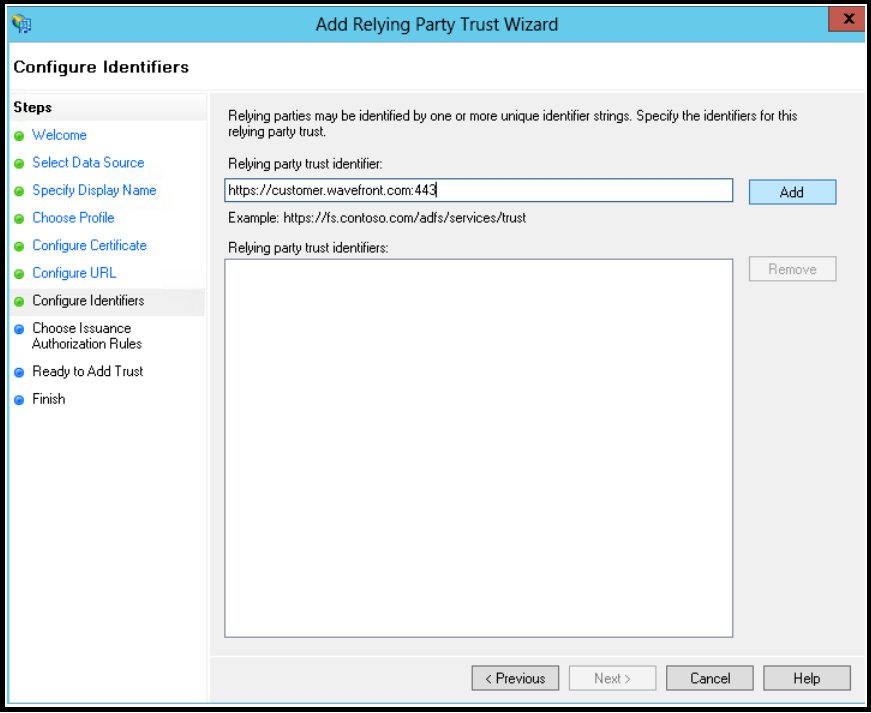 Add Relying Party Trust Wizard
x
Configure Identifiers
Steps
Welcome
Select Data Source
Specify Display Name
Choose Profile
Configure Certificate
Configure URL
Configure Identifiers
Choose Issuance
Authorization Rules
Ready to Add Trust
Finish
Relying parties may be identified by one or more unique identifier strings. Specify the identifiers for this
relying party trust.
Relying party trust identifier:
https://customer.wavefront.com:443
Add
Example: https://fs.contoso.com/adfs/services/trust
Relying party trust identifiers:
Remove
< Previous
Next >
Cancel
Help